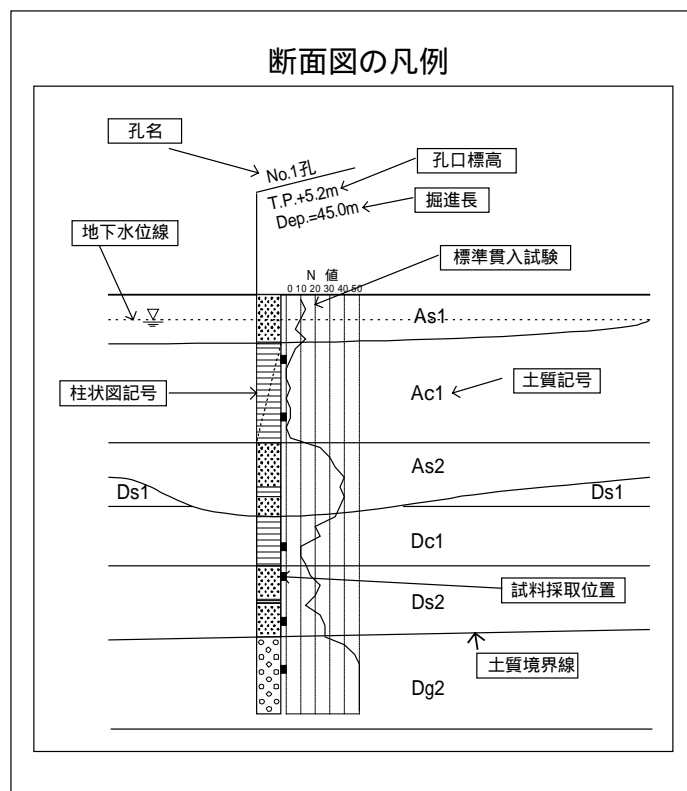 断面図の凡例
孔名
No.1孔
T.P.+5.2m
Dep.=45.0m
孔口標高
掘進長
地下水位線
標準貫入試験
N 値
0 10 20 30 40 50
As1
柱状図記号
Ac1
土質記号
As2
Ds1
Ds1
Dc1
試料採取位置
Ds2
土質境界線
Dg2